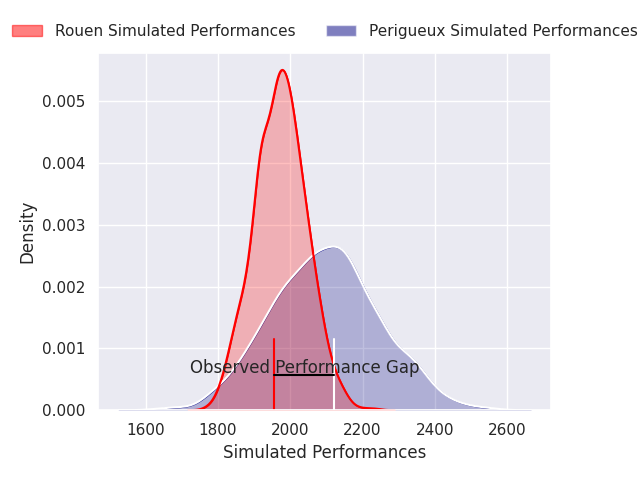 Rouen Simulated Performances
Perigueux Simulated Performances
0.005
0.004
0.003
0.002
0.001
0.000
Density
Observed Performance Gap
1600 1800 2000 2200 2400 2600
Simulated Performances